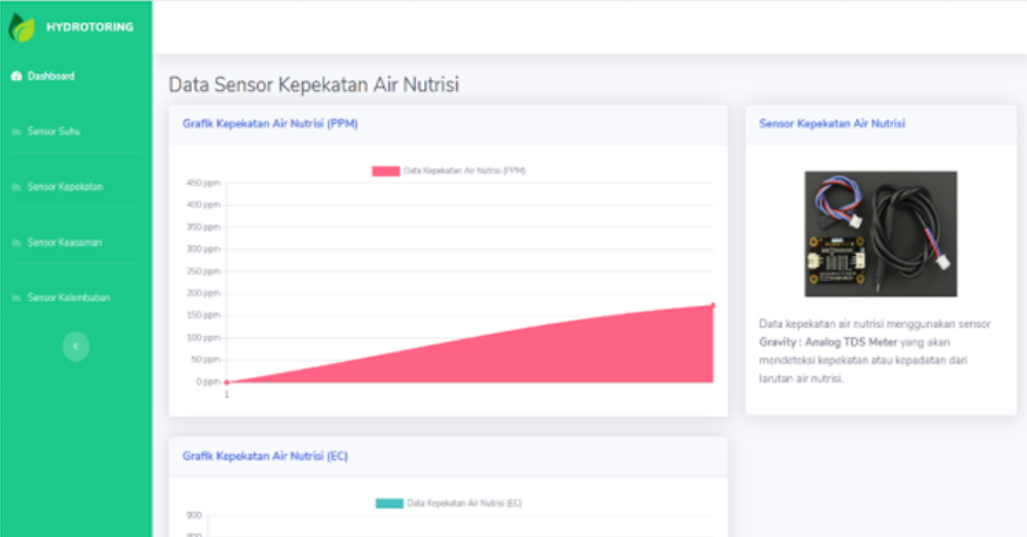 HYDROTORING
Dashboard
Sensor Suhu
Sensor Kepekatan
Sensor Keasaman
Sensor Kelembaban
Data Sensor Kepekatan Air Nutrisi
Grafik Kepekatan Air Nutrisi (PPM)
Data Kepekatan Air Nutrisi (PPM)
450 ppm
400 ppm
350 ppm
300 ppm
250 ppm
200 ppm
150 ppm
100 ppm
50 ppm
0 ppm
1
Sensor Kepekatan Air Nutrisi
Data kepekatan air nutrisi menggunakan sensor
Gravity : Analog TDS Meter yang akan
mendeteksi kepekatan atau kepadatan dari
larutan air nutrisi.
Grafik Kepekatan Air Nutrisi (EC)
Data Kepekatan Air Nutrisi (EC)
900
800